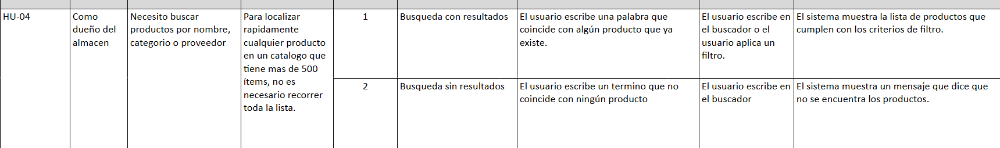 HU-04
Como
dueño del
almacen
Necesito buscar
productos por nombre,
categorio o proveedor
Para localizar
rapidamente
cualquier producto
en un catalogo que
tiene mas de 500
ítems, no es
necesario recorrer
toda la lista.
1
Busqueda con resultados
El usuario escribe una palabra que
coincide con algún producto que ya
existe.
El usuario escribe en
el buscador o el
usuario aplica un
filtro.
El sistema muestra la lista de productos que
cumplen con los criterios de filtro.
2
Busqueda sin resultados
El usuario escribe un termino que no
coincide con ningún producto
El usuario escribe en
el buscador
El sistema muestra un mensaje que dice que
no se encuentra los productos.